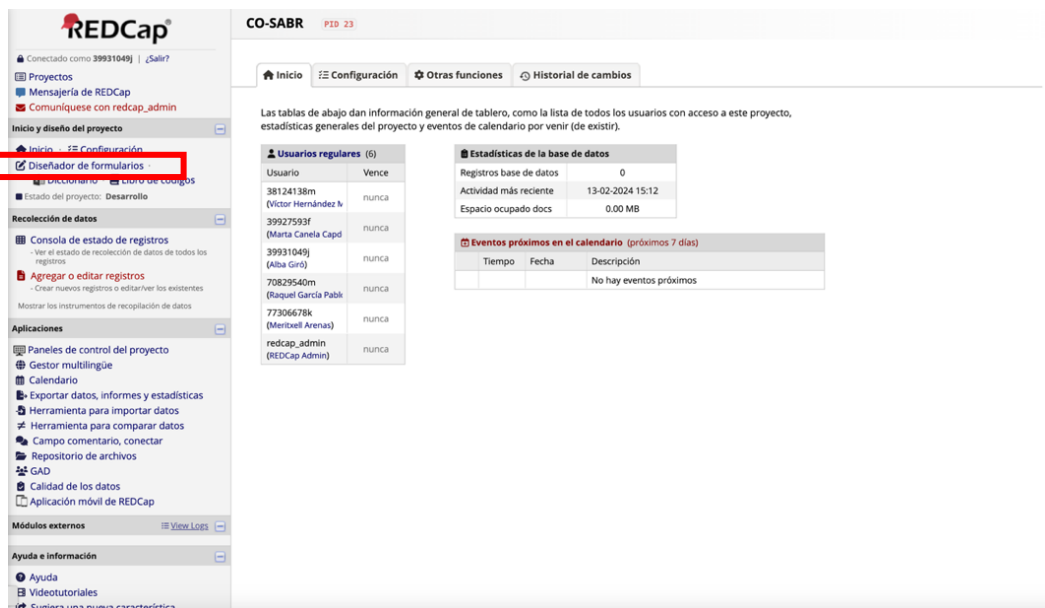 REDCap®
Conectado como 39931049j | ¿Salir?
Proyectos
Mensajería de REDCap
Comuníquese con redcap_admin
Inicio y diseño del proyecto
Inicio · Configuración
Diseñador de formularios ·
Diccionario · Libro de códigos
Estado del proyecto: Desarrollo
Recolección de datos
Consola de estado de registros
- Ver el estado de recolección de datos de todos los
registros
Agregar o editar registros
- Crear nuevos registros o editar/ver los existentes
Mostrar los instrumentos de recopilación de datos
Aplicaciones
Paneles de control del proyecto
Gestor multilingüe
Calendario
Exportar datos, informes y estadísticas
Herramienta para importar datos
Herramienta para comparar datos
Campo comentario, conectar
Repositorio de archivos
GAD
Calidad de los datos
Aplicación móvil de REDCap
Módulos externos View Logs
Ayuda e información
Ayuda
Videotutoriales
Sugiera una nueva característica
CO-SABR PID 23
Inicio Configuración Otras funciones Historial de cambios
Las tablas de abajo dan información general de tablero, como la lista de todos los usuarios con acceso a este proyecto,
estadísticas generales del proyecto y eventos de calendario por venir (de existir).
Usuarios regulares (6)
Usuario Vence
38124138m
(Víctor Hernández M nunca
39927593f
(Marta Canela Capd nunca
39931049j
(Alba Giró) nunca
70829540m
(Raquel García Pabl nunca
77306678k
(Meritxell Arenas) nunca
redcap_admin
(REDCap Admin) nunca
Estadísticas de la base de datos
Registros base de datos 0
Actividad más reciente 13-02-2024 15:12
Espacio ocupado docs 0.00 MB
Eventos próximos en el calendario (próximos 7 días)
Tiempo Fecha Descripción
No hay eventos próximos